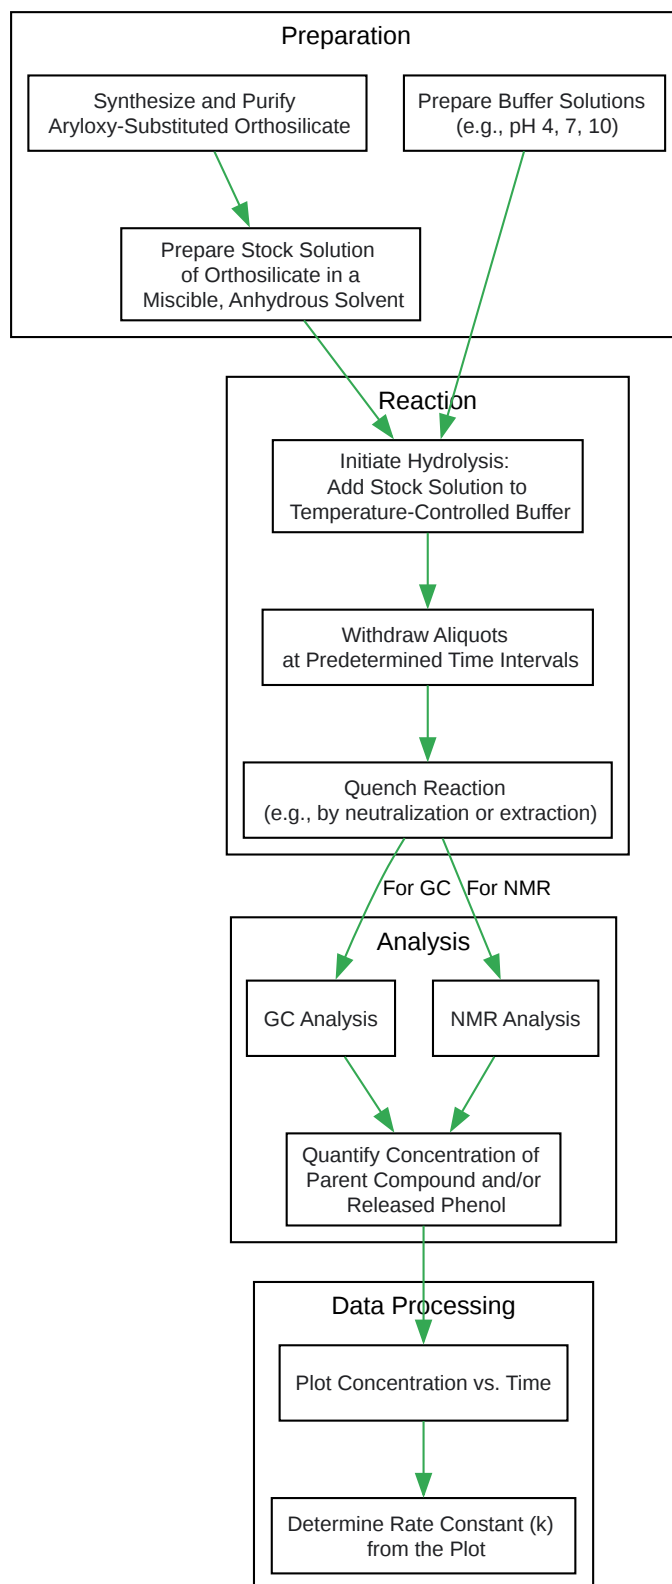 Preparation
Synthesize and Purify
Aryloxy-Substituted Orthosilicate
Prepare Buffer Solutions
(e.g., pH 4, 7, 10)
Prepare Stock Solution
of Orthosilicate in a
Miscible, Anhydrous Solvent
Reaction
Initiate Hydrolysis:
Add Stock Solution to
Temperature-Controlled Buffer
Withdraw Aliquots
at Predetermined Time Intervals
Quench Reaction
(e.g., by neutralization or extraction)
For GC
For NMR
Analysis
GC Analysis
NMR Analysis
Quantify Concentration of
Parent Compound and/or
Released Phenol
Data Processing
Plot Concentration vs. Time
Determine Rate Constant (k)
from the Plot